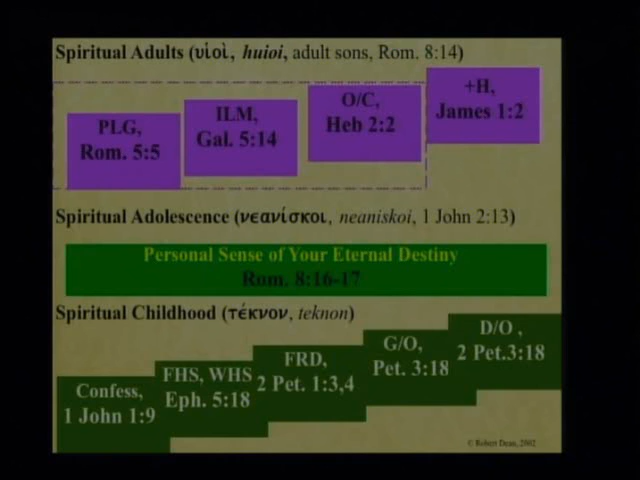 Spiritual Adults (υἱοὶ, huioi, adult sons, Rom. 8:14)
PLG,
Rom. 5:5
ILM,
Gal. 5:14
O/C,
Heb 2:2
+H,
James 1:2
Spiritual Adolescence (νεανίσκοι, neaniskoi, 1 John 2:13)
Personal Sense of Your Eternal Destiny
Rom. 8:16-17
Spiritual Childhood (τέκνον, teknon)
Confess,
1 John 1:9
FHS, WHS
Eph. 5:18
FRD,
2 Pet. 1:3,4
G/O,
Pet. 3:18
D/O ,
2 Pet.3:18
© Robert Dean, 2002